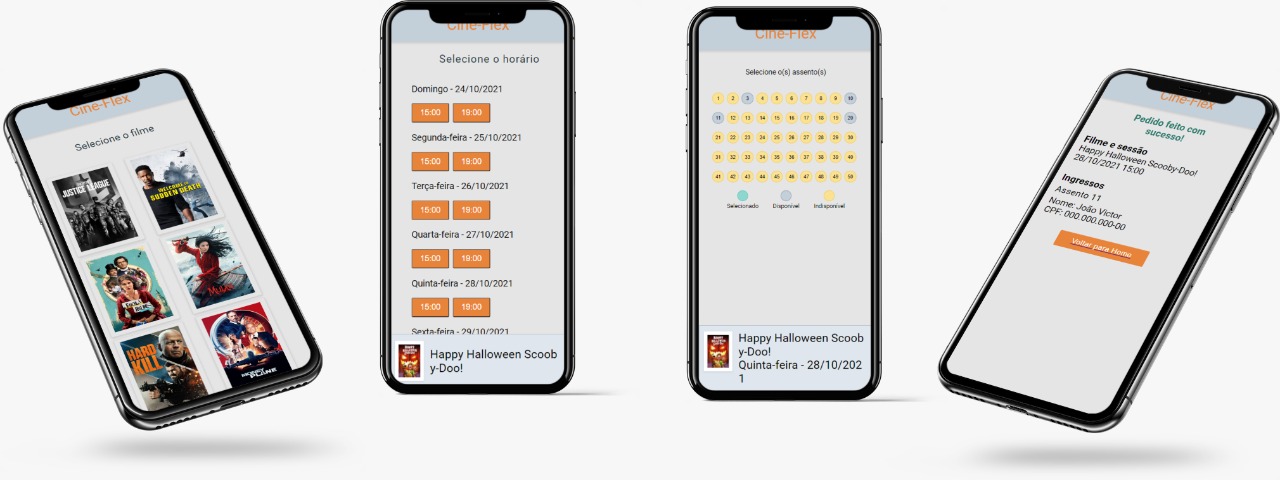 Cine-Flex
Selecione o filme
JUSTICE LEAGUE
WELCOME TO
SUDDEN DEATH
ENOLA HOLMES
MULAN
HARD
KILL
MONEY
PLANE
Cine-Flex
Selecione o horário
Domingo - 24/10/2021
15:00 19:00
Segunda-feira - 25/10/2021
15:00 19:00
Terça-feira - 26/10/2021
15:00 19:00
Quarta-feira - 27/10/2021
15:00 19:00
Quinta-feira - 28/10/2021
15:00 19:00
Sexta-feira - 29/10/2021
Happy Halloween Scoob
y-Doo!
Cine-Flex
Selecione o(s) assento(s)
1 2 3 4 5 6 7 8 9 10
11 12 13 14 15 16 17 18 19 20
21 22 23 24 25 26 27 28 29 30
31 32 33 34 35 36 37 38 39 40
41 42 43 44 45 46 47 48 49 50
Selecionado Disponível Indisponível
Happy Halloween Scoob
y-Doo!
Quinta-feira - 28/10/202
1
Cine-Flex
Pedido feito com
sucesso!
Filme e sessão
Happy Halloween Scooby-Doo!
28/10/2021 15:00
Ingressos
Assento 11
Nome: João Victor
CPF: 000.000.000-00
Voltar para Home